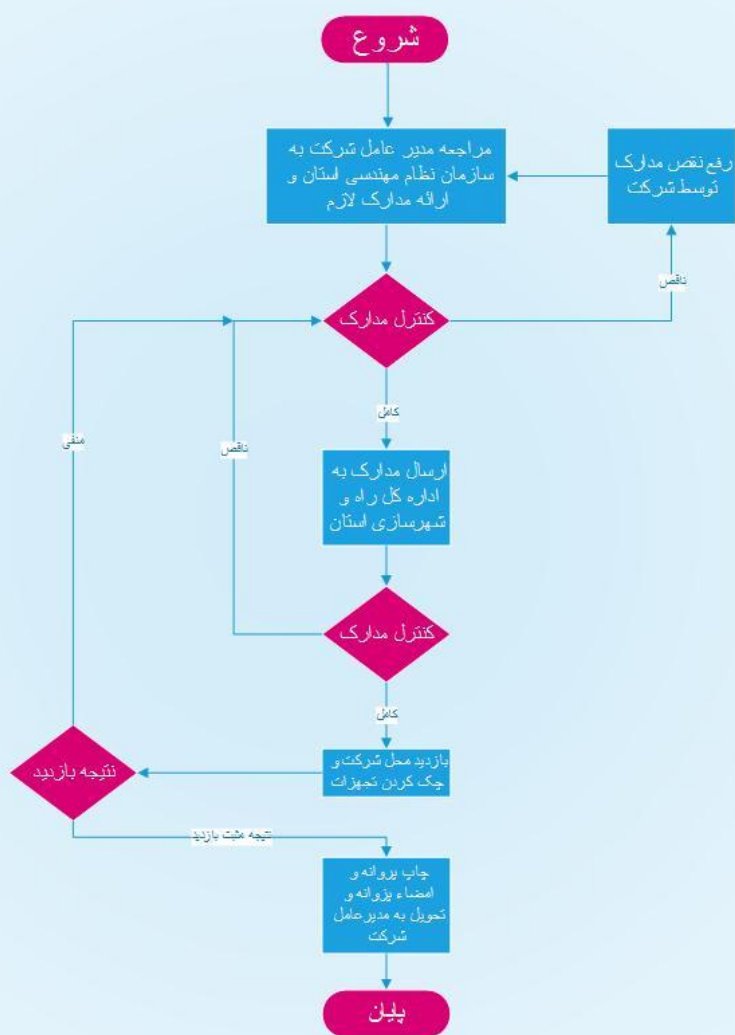 شروع
مراجعه مدیر عامل شرکت به
سازمان نظام مهندسی استان و
ارائه مدارک لازم
رفع نقص مدارک
توسط شرکت
ناقص
کنترل مدارک
کامل
ناقص
منفی
ارسال مدارک به
اداره کل راه و
شهرسازی استان
کنترل مدارک
کامل
بازدید محل شرکت و
چک کردن تجهزات
نتیجه بازدید
نتیجه مثبت بازدید
چاپ پروانه و
امضاء پزوانه و
تحویل به مدیرعامل
شرکت
پایان